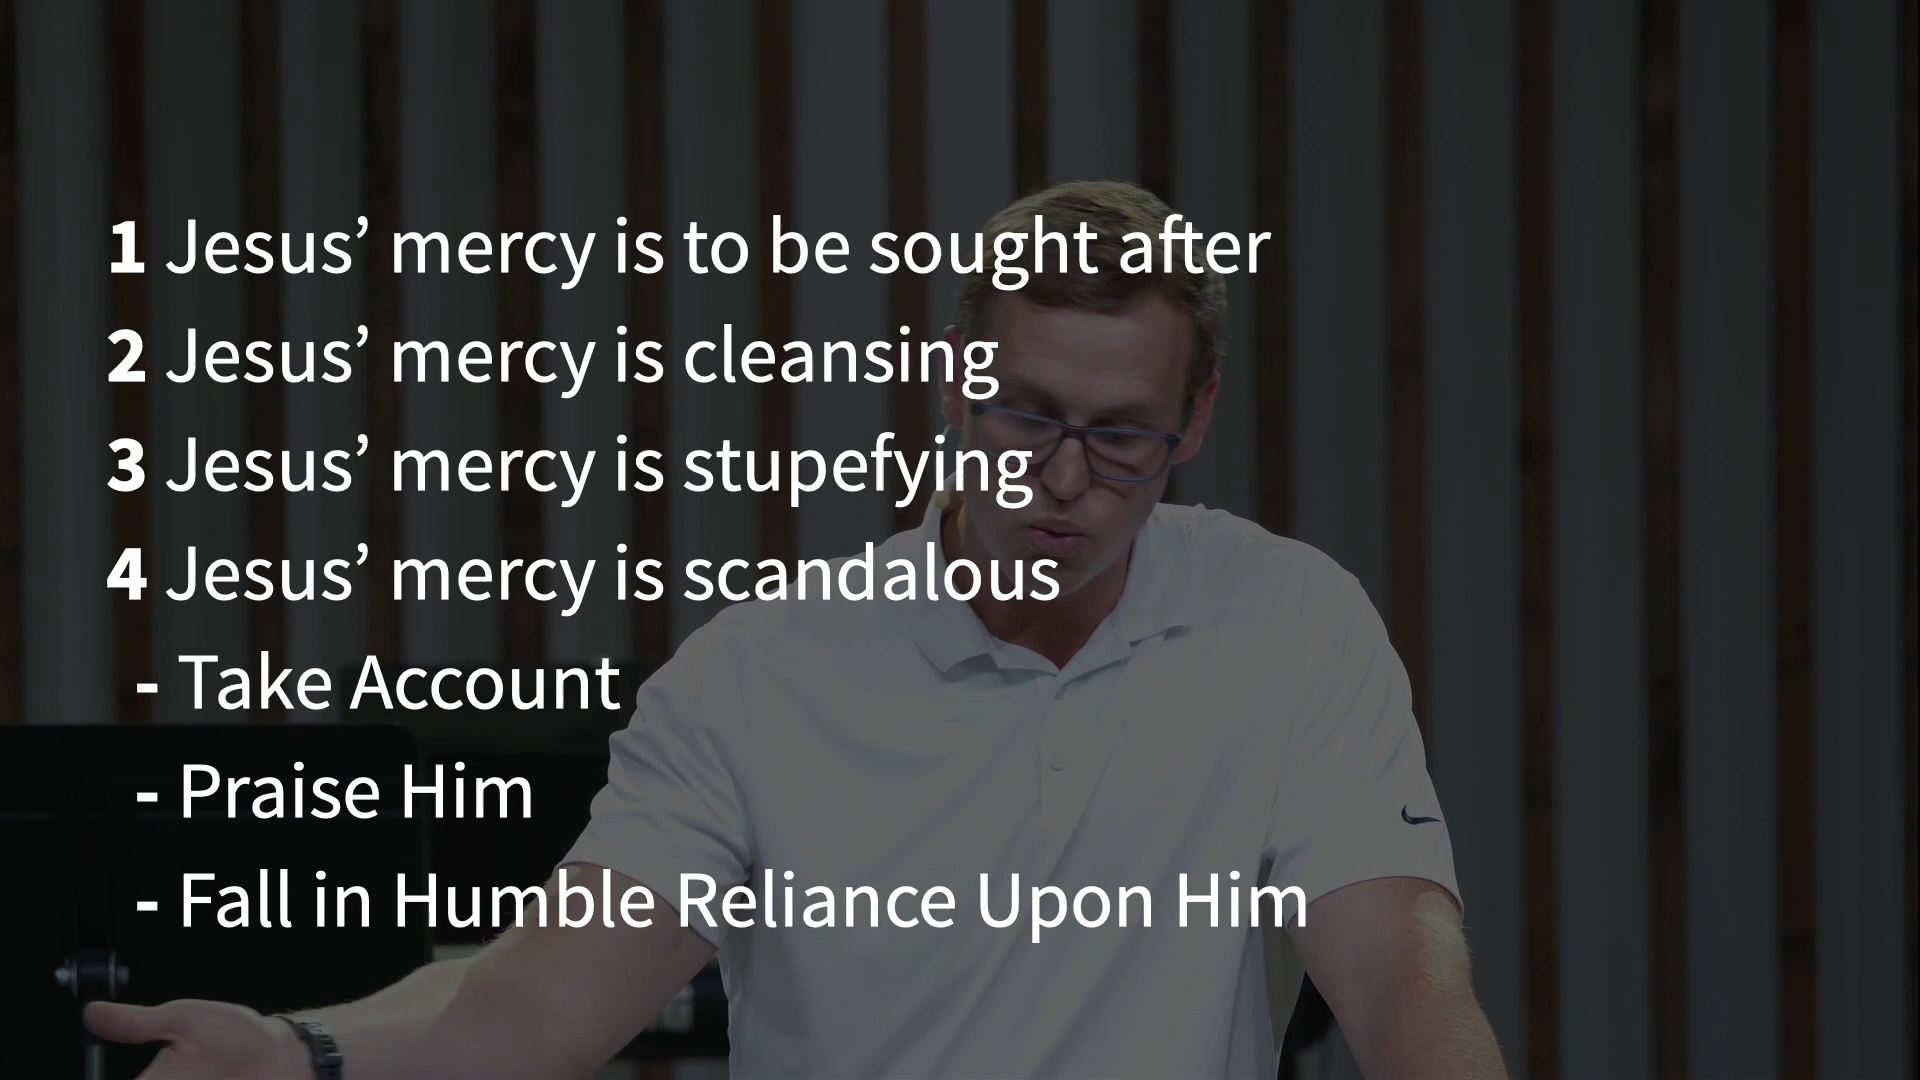 1 Jesus’ mercy is to be sought after
2 Jesus’ mercy is cleansing
3 Jesus’ mercy is stupefying
4 Jesus’ mercy is scandalous
- Take Account
- Praise Him
- Fall in Humble Reliance Upon Him